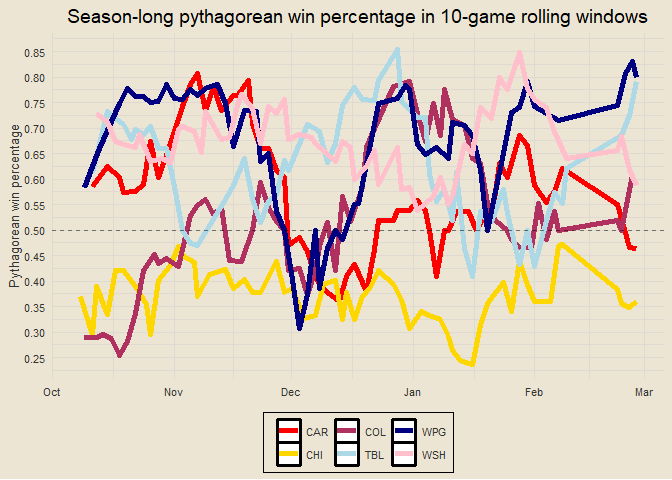 Season-long pythagorean win percentage in 10-game rolling windows
Pythagorean win percentage
0.85
0.80
0.75
0.70
0.65
0.60
0.55
0.50
0.45
0.40
0.35
0.30
0.25
Oct Nov Dec Jan Feb Mar
CAR COL WPG
CHI TBL WSH